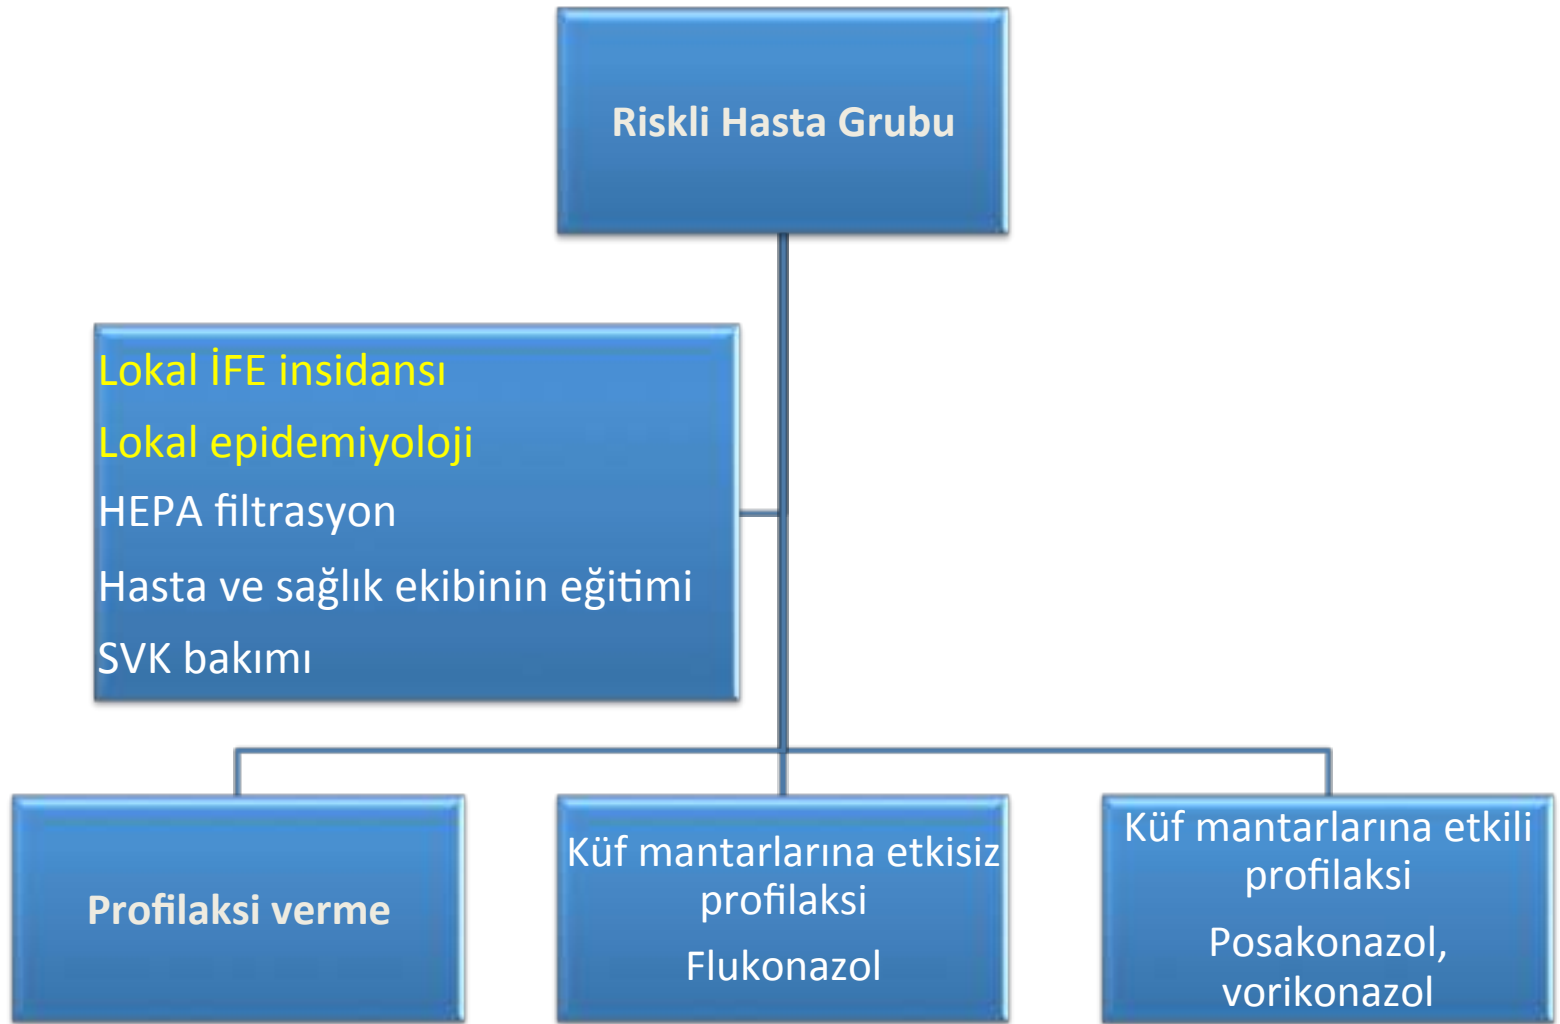 Riskli Hasta Grubu
Lokal İFE insidansı
Lokal epidemiyoloji
HEPA filtrasyon
Hasta ve sağlık ekibinin eğitimi
SVK bakımı
Profilaksi verme
Küf mantarlarına etkisiz
profilaksi
Flukonazol
Küf mantarlarına etkili
profilaksi
Posakonazol,
vorikonazol